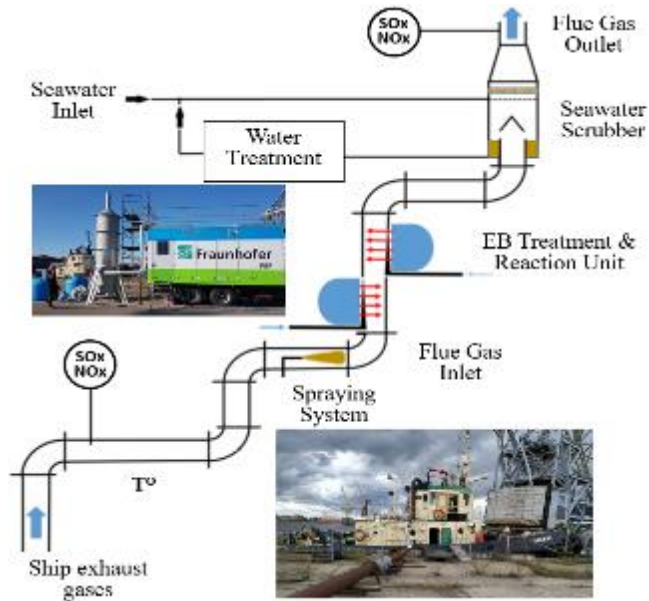 SOx
NOx
Flue Gas
Outlet
Seawater
Inlet
Seawater
Scrubber
Water
Treatment
Fraunhofer
EB Treatment &
Reaction Unit
SOx
NOx
Flue Gas
Inlet
Spraying
System
T°
Ship exhaust
gases